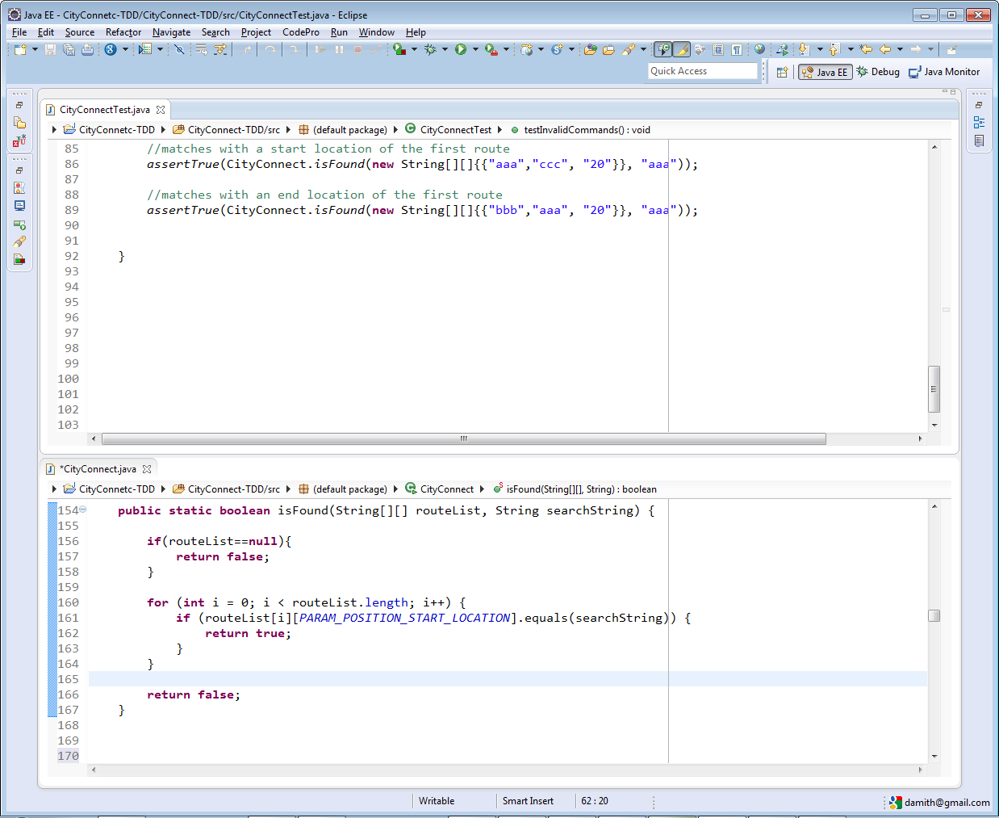 Java EE - CityConnetc-TDD/CityConnect-TDD/src/CityConnectTest.java - Eclipse
File Edit Source Refactor Navigate Search Project CodePro Run Window Help
Quick Access
Java EE Debug Java Monitor
CityConnectTest.java
CityConnetc-TDD CityConnect-TDD/src (default package) CityConnectTest testInvalidCommands() : void
85 //matches with a start location of the first route
86 assertTrue(CityConnect.isFound(new String[][]{{"aaa","ccc", "20"}}, "aaa"));
87
88 //matches with an end location of the first route
89 assertTrue(CityConnect.isFound(new String[][]{{"bbb","aaa", "20"}}, "aaa"));
90
91
92 }
93
94
95
96
97
98
99
100
101
102
103
*CityConnect.java
CityConnetc-TDD CityConnect-TDD/src (default package) CityConnect isFound(String[][], String) : boolean
154 public static boolean isFound(String[][] routeList, String searchString) {
155
156 if(routeList==null){
157 return false;
158 }
159
160 for (int i = 0; i < routeList.length; i++) {
161 if (routeList[i][PARAM_POSITION_START_LOCATION].equals(searchString)) {
162 return true;
163 }
164 }
165
166 return false;
167 }
168
169
170
Writable Smart Insert 62 : 20 damith@gmail.com